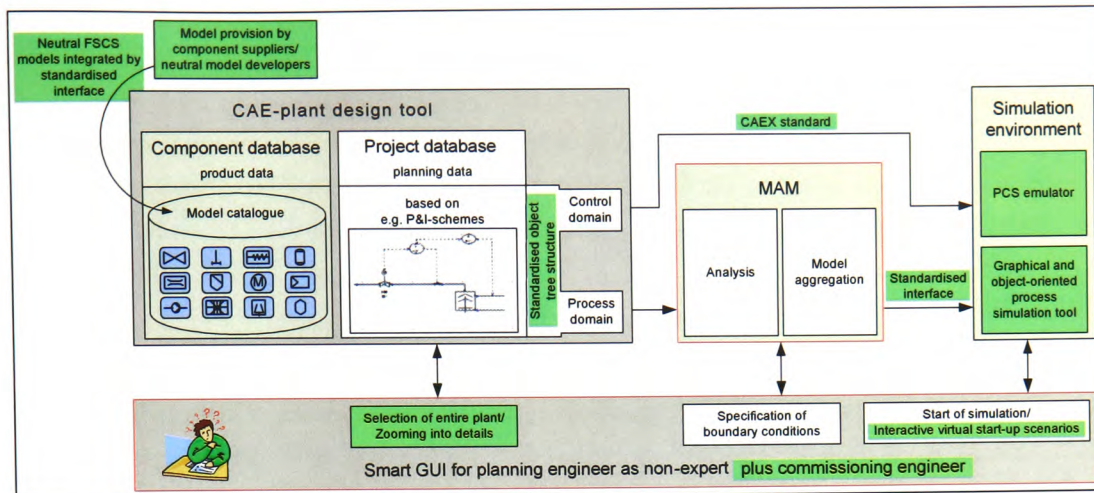 Neutral FSCS
models integrated by
standardised
interface
Model provision by
component suppliers/
neutral model developers
CAE-plant design tool
Component database
product data
Model catalogue
M
Project database
planning data
based on
e.g. P&I-schemes
Standardised object
tree structure
Control
domain
Process
domain
CAEX standard
MAM
Analysis
Model
aggregation
Standardised
interface
Simulation
environment
PCS emulator
Graphical and
object-oriented
process
simulation tool
? ? ? ? ?
Selection of entire plant/
Zooming into details
Specification of
boundary conditions
Start of simulation/
Interactive virtual start-up scenarios
Smart GUI for planning engineer as non-expert plus commissioning engineer